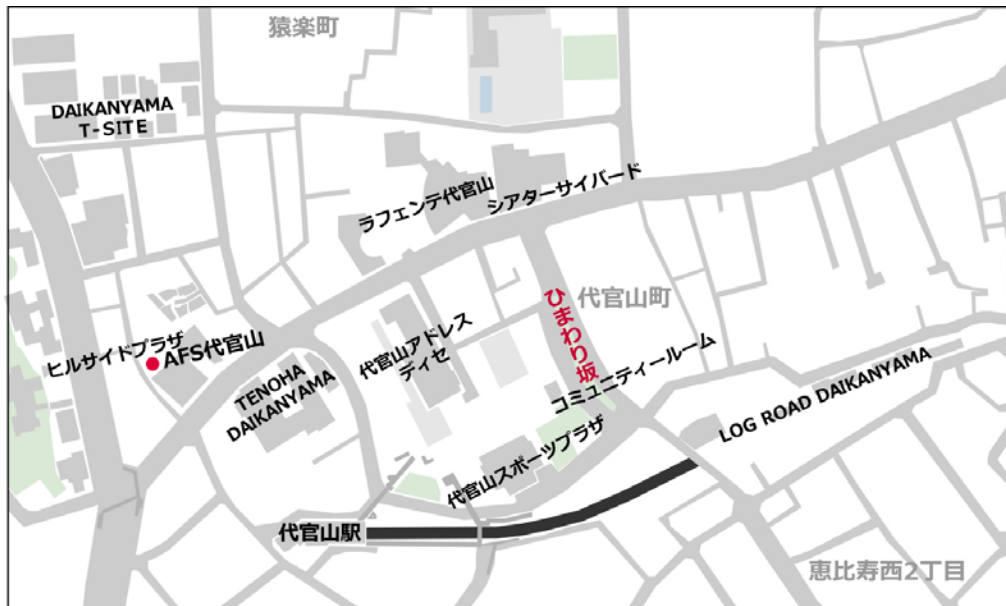 猿楽町
DAIKANYAMA
T-SITE
ラフェンテ代官山
シアターサイバード
代官山町
ひまわり坂
ヒルサイドプラザ
AFS代官山
TENOHA
DAIKANYAMA
代官山アドレス
ディセ
コミュニティールーム
LOG ROAD DAIKANYAMA
代官山スポーツプラザ
代官山駅
恵比寿西2丁目